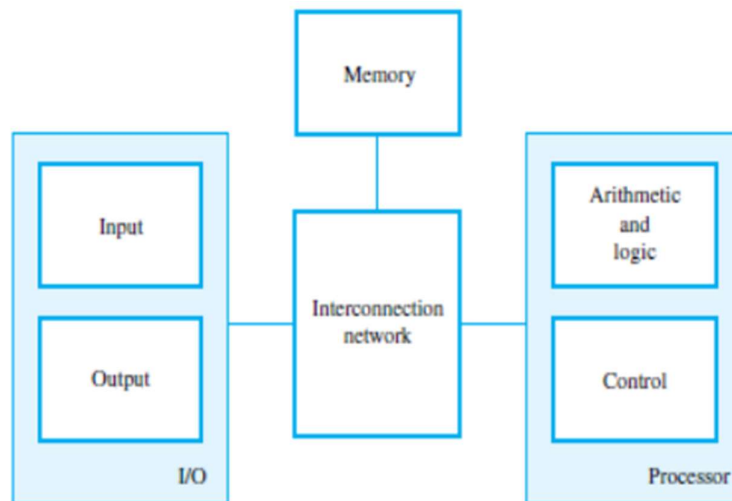 Memory
Input
Output
I/O
Interconnection
network
Arithmetic
and
logic
Control
Processor